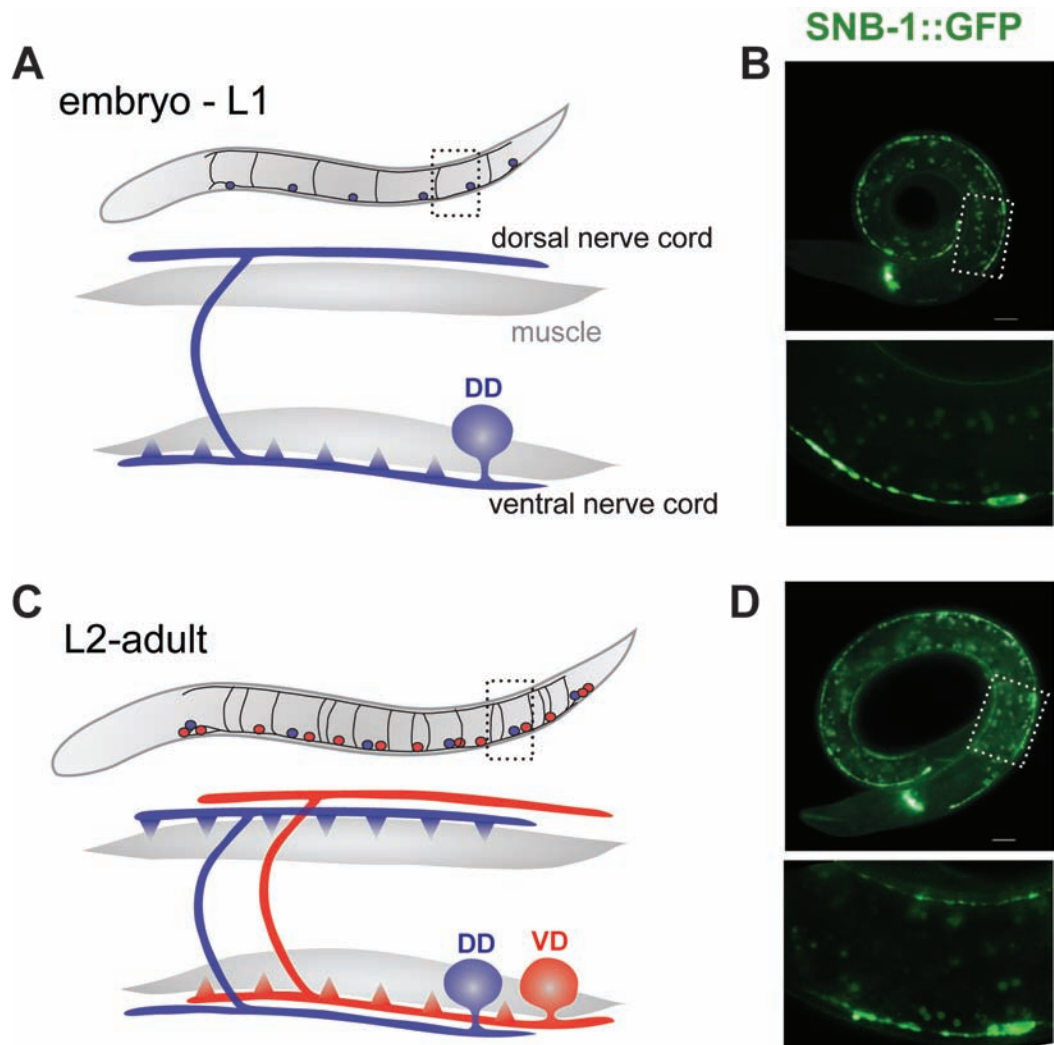 SNB-1::GFP
A
embryo - L1
dorsal nerve cord
muscle
DD
ventral nerve cord
B
C
L2-adult
DD
VD
D